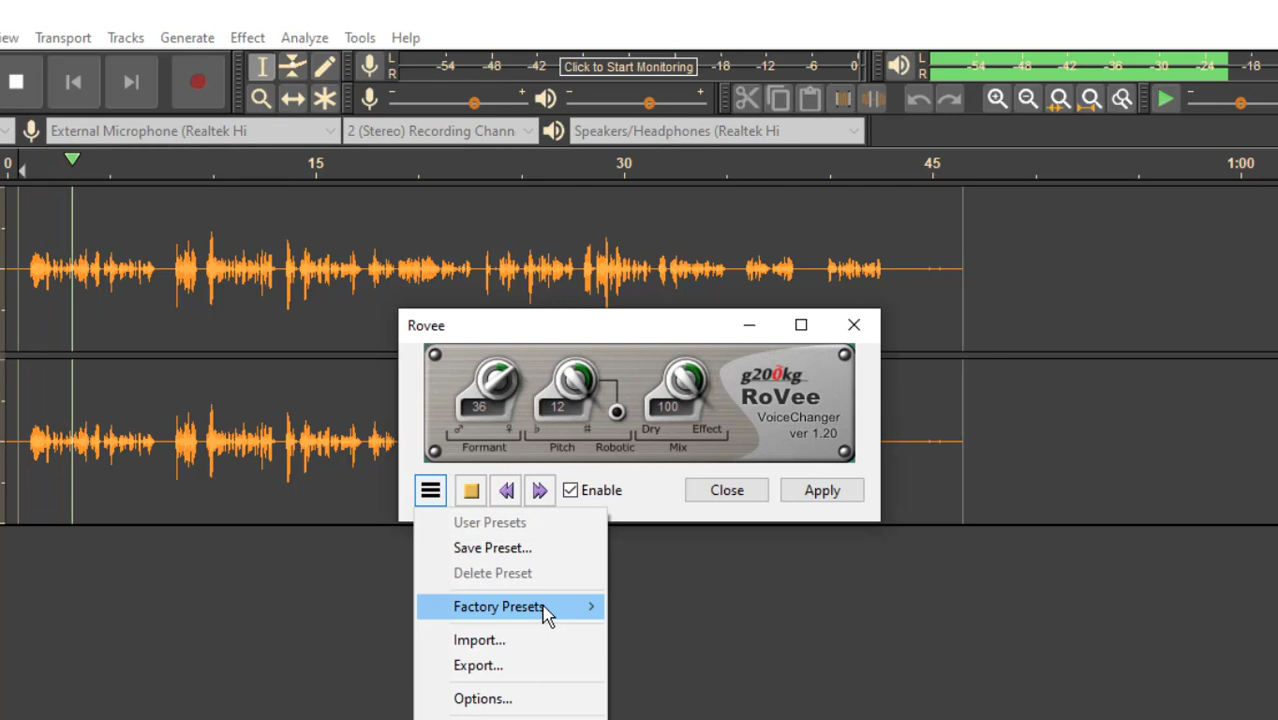 iew Transport Tracks Generate Effect Analyze Tools Help
L
R
-54 -48 -42 Click to Start Monitoring -18 -12 -6 0
L
R
-54 -48 -42 -36 -30 -24 -18
- + - + -
External Microphone (Realtek Hi
2 (Stereo) Recording Chann
Speakers/Headphones (Realtek Hi
0 15 30 45 1:00
Rovee
36 12 100
g200kg
RoVee
VoiceChanger
ver 1.20
♂ ♀ ♭ # Dry Effect
Formant Pitch Robotic Mix
Enable
Close
Apply
User Presets
Save Preset...
Delete Preset
Factory Presets
Import...
Export...
Options...